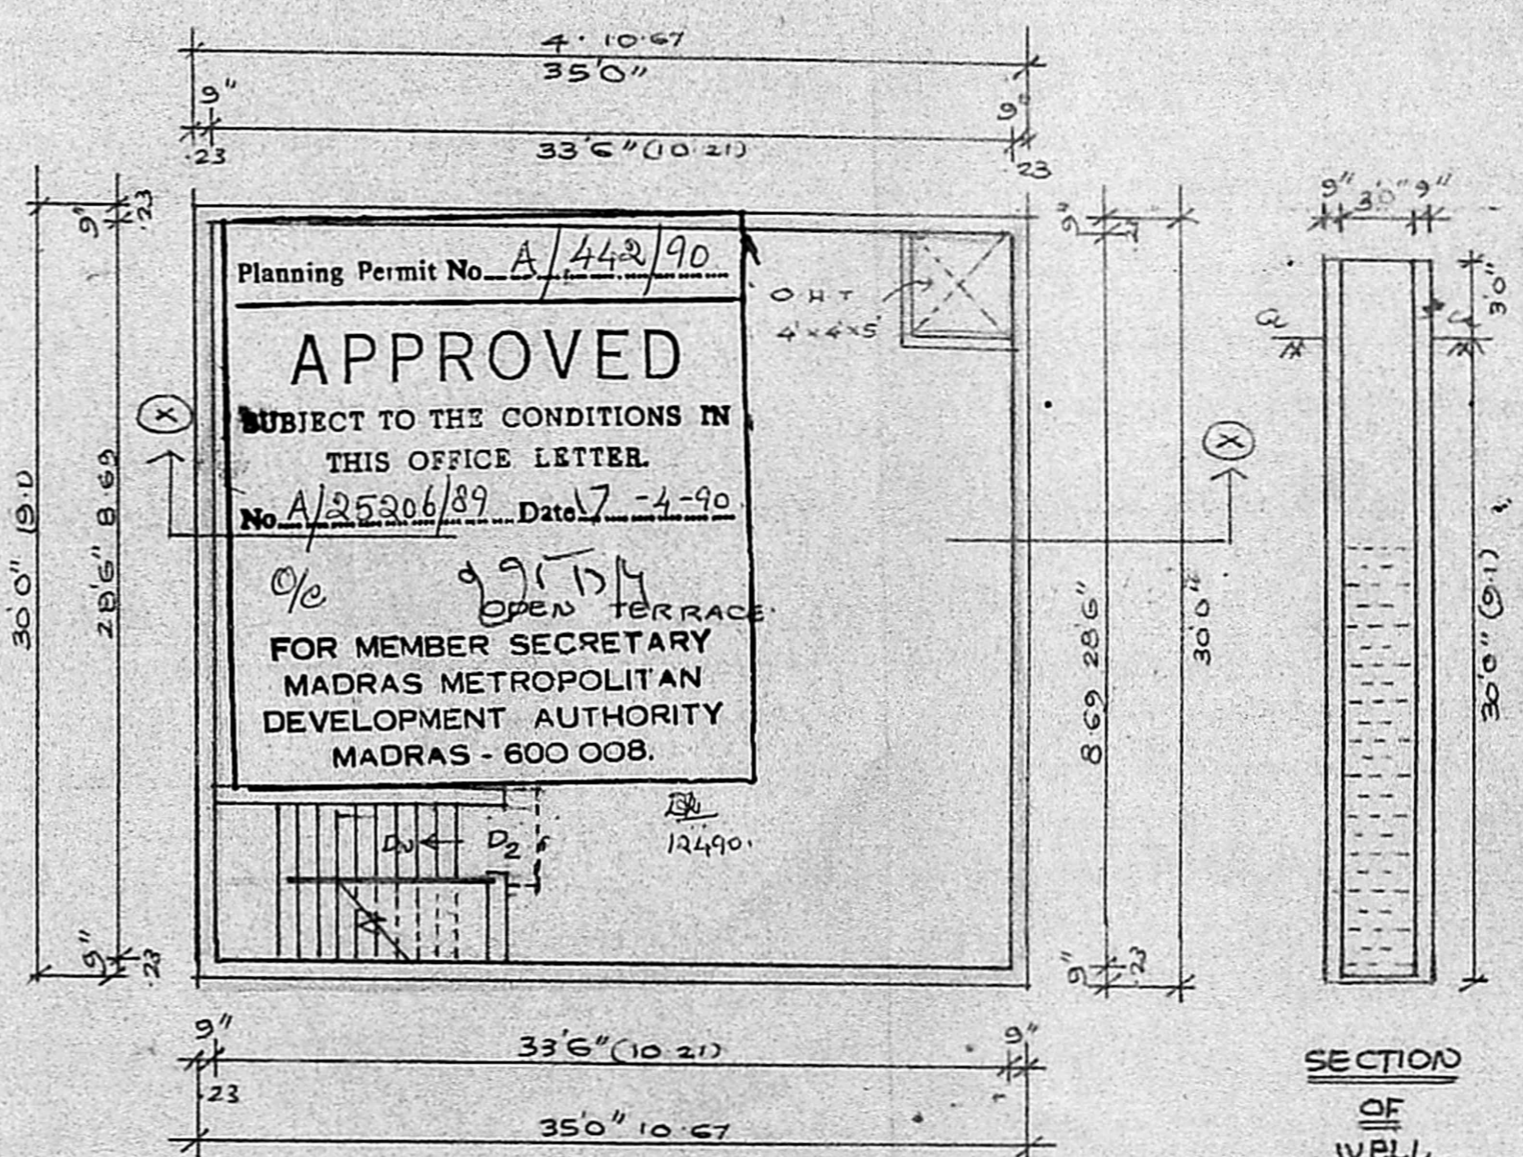 4. 10.67
35'0"
9"
9"
.23
33'6" (10.21)
.23
9" 3'0" 9"
9"
.23
9"
3'0"
Planning Permit No. A/442/90
O H T
4'x4'x5'
APPROVED
SUBJECT TO THE CONDITIONS IN
THIS OFFICE LETTER.
No. A/25206/89 Date 17-4-90
X
X
30'0" 19.0
28'6" 8.69
O/c
OPEN TERRACE
FOR MEMBER SECRETARY
MADRAS METROPOLITAN
DEVELOPMENT AUTHORITY
MADRAS - 600 008.
8.69 28'6"
30'0"
30'0" (9.1)
DN
D2
12490.
9"
.23
9"
.23
9"
33'6" (10.21)
9"
.23
35'0" 10.67
SECTION
OF
WELL